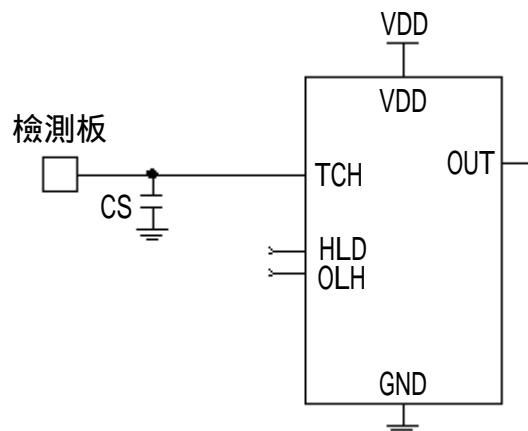 VDD
VDD
檢測板
OUT
TCH
CS
HLD
OLH
GND